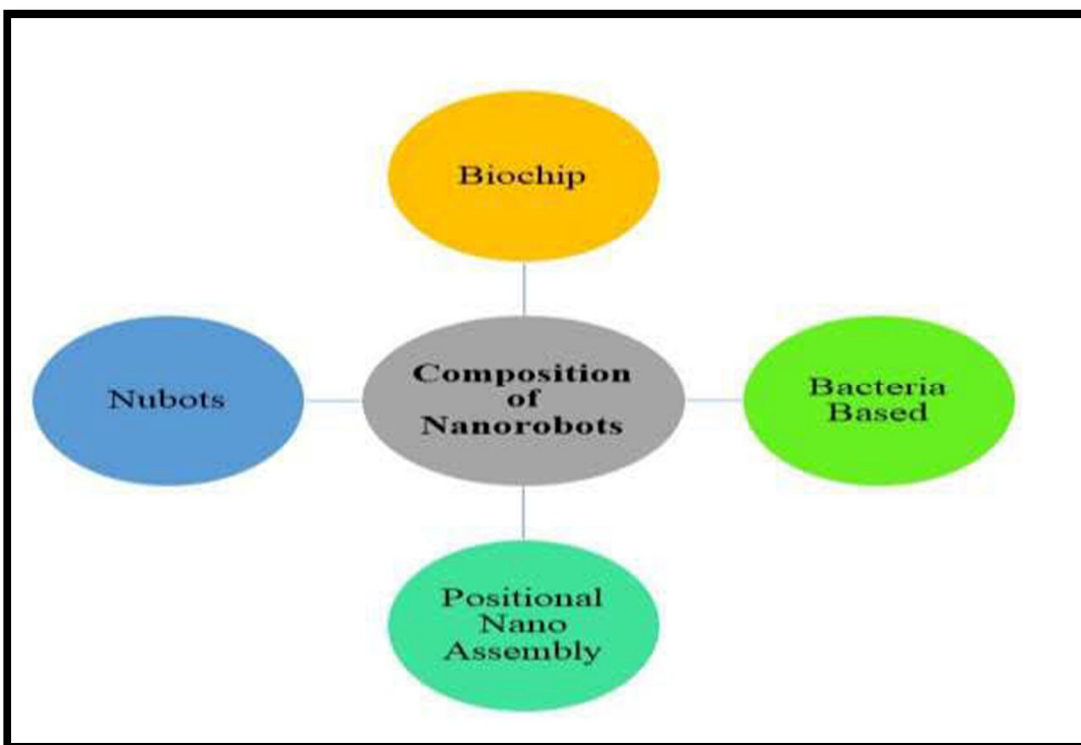 Biochip
Nubots
Composition
of
Nanorobots
Bacteria
Based
Positional
Nano
Assembly